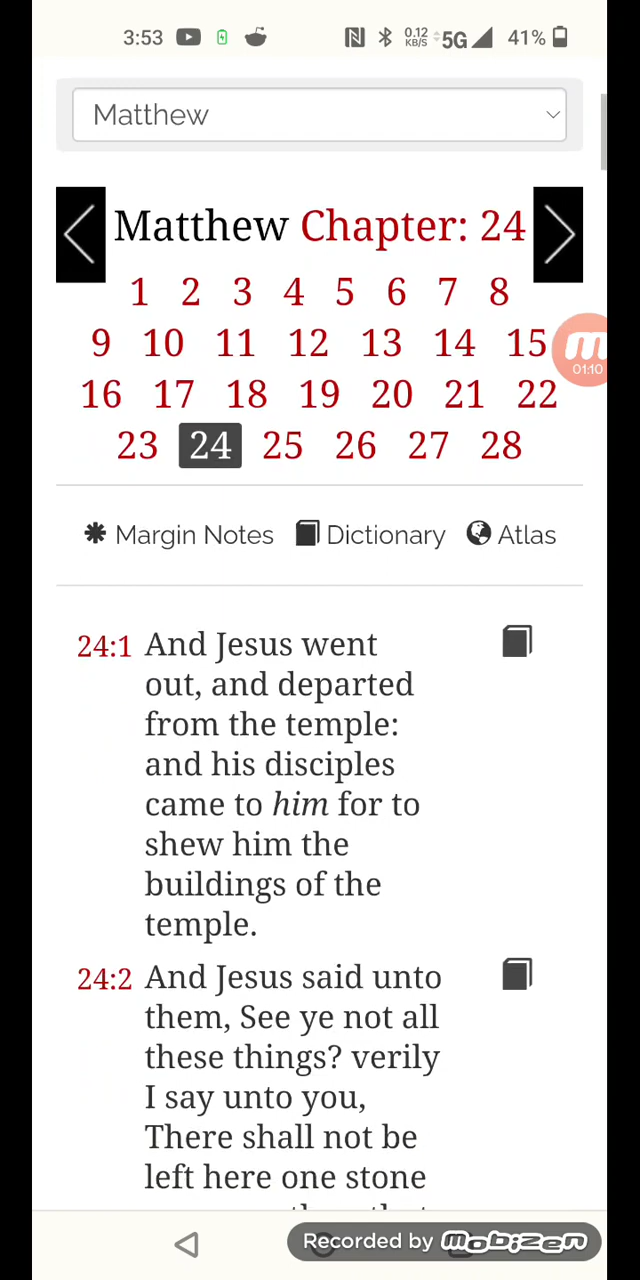 3:53 0.12 KB/S 5G 41%
Matthew
Matthew Chapter: 24
1 2 3 4 5 6 7 8
9 10 11 12 13 14 15
01:10
16 17 18 19 20 21 22
23 24 25 26 27 28
Margin Notes Dictionary Atlas
24:1 And Jesus went
out, and departed
from the temple:
and his disciples
came to him for to
shew him the
buildings of the
temple.
24:2 And Jesus said unto
them, See ye not all
these things? verily
I say unto you,
There shall not be
left here one stone
Recorded by mobizen